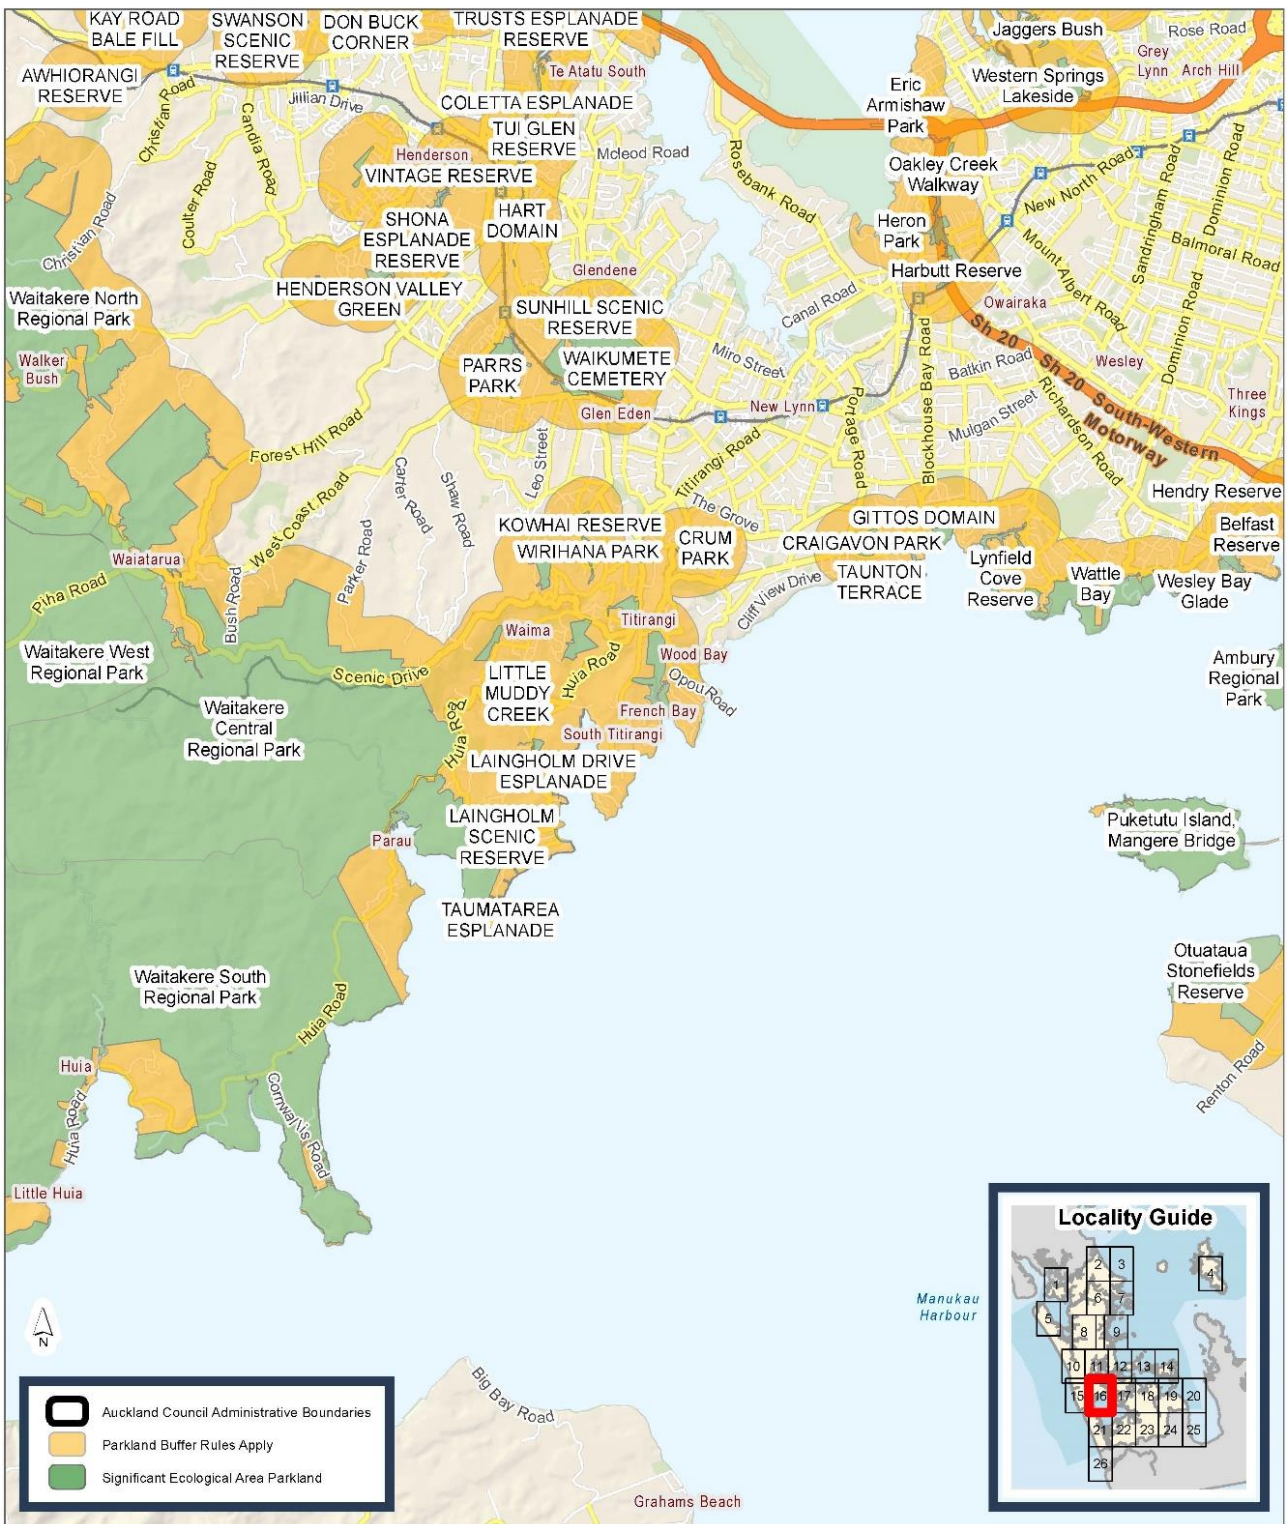 KAY ROAD
BALE FILL
SWANSON
SCENIC
RESERVE
DON BUCK
CORNER
TRUSTS ESPLANADE
RESERVE
Jaggers Bush
Rose Road
Grey
Lynn
Arch Hill
AWHIORANGI
RESERVE
Te Atatu South
Western Springs
Lakeside
Eric
Armishaw
Park
Christian Road
Candia Road
Jillian Drive
COLETTA ESPLANADE
TUI GLEN
RESERVE
Mcleod Road
Rosebank Road
Henderson
VINTAGE RESERVE
Oakley Creek
Walkway
New North Road
Sandringham Road
Dominion Road
Coulter Road
SHONA
ESPLANADE
RESERVE
HART
DOMAIN
Heron
Park
Mount Albert Road
Balmoral Road
Christian Road
Glendene
Harbutt Reserve
HENDERSON VALLEY
GREEN
Canal Road
Owairaka
Waitakere North
Regional Park
SUNHILL SCENIC
RESERVE
Sh 20
Sh 20 South-Western
Motorway
Dominion Road
Walker
Bush
PARRS
PARK
WAIKUMETE
CEMETERY
Miro Street
Blockhouse Bay Road
Batkin Road
Wesley
Three
Kings
Glen Eden
New Lynn
Portage Road
Mulgan Street
Richardson Road
Forest Hill Road
Leo Street
Titirangi Road
West Coast Road
Carter Road
Shaw Road
The Grove
Hendry Reserve
KOWHAI RESERVE
WIRIHANA PARK
CRUM
PARK
GITTOS DOMAIN
CRAIGAVON PARK
Belfast
Reserve
Waiatarua
Parker Road
TAUNTON
TERRACE
Lynfield
Cove
Reserve
Wattle
Bay
Wesley Bay
Glade
Piha Road
Bush Road
Cliff View Drive
Waima
Titirangi
Waitakere West
Regional Park
Scenic Drive
Huia Road
Wood Bay
Opou Road
Ambury
Regional
Park
LITTLE
MUDDY
CREEK
Waitakere
Central
Regional Park
French Bay
Huia Road
South Titirangi
LAINGHOLM DRIVE
ESPLANADE
LAINGHOLM
SCENIC
RESERVE
Parau
Puketutu Island,
Mangere Bridge
TAUMATAREA
ESPLANADE
Otuataua
Stonefields
Reserve
Waitakere South
Regional Park
Huia Road
Renton Road
Huia
Cornwallis Road
Huia Road
Little Huia
Manukau
Harbour
N
Big Bay Road
Grahams Beach
Auckland Council Administrative Boundaries
Parkland Buffer Rules Apply
Significant Ecological Area Parkland
Locality Guide
1
2
3
4
5
6
7
8
9
10
11
12
13
14
15
16
17
18
19
20
21
22
23
24
25
26